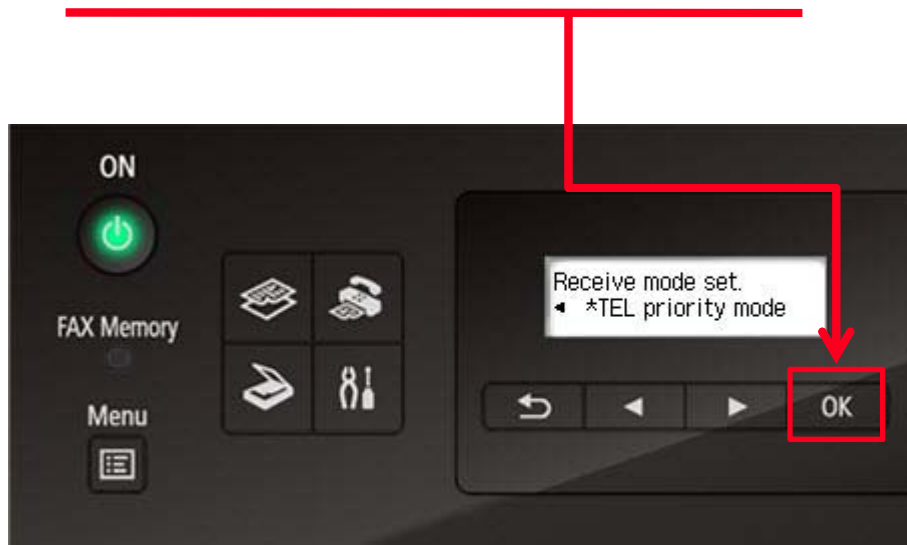 ON
FAX Memory
Menu
Receive mode set.
◄ *TEL priority mode
OK